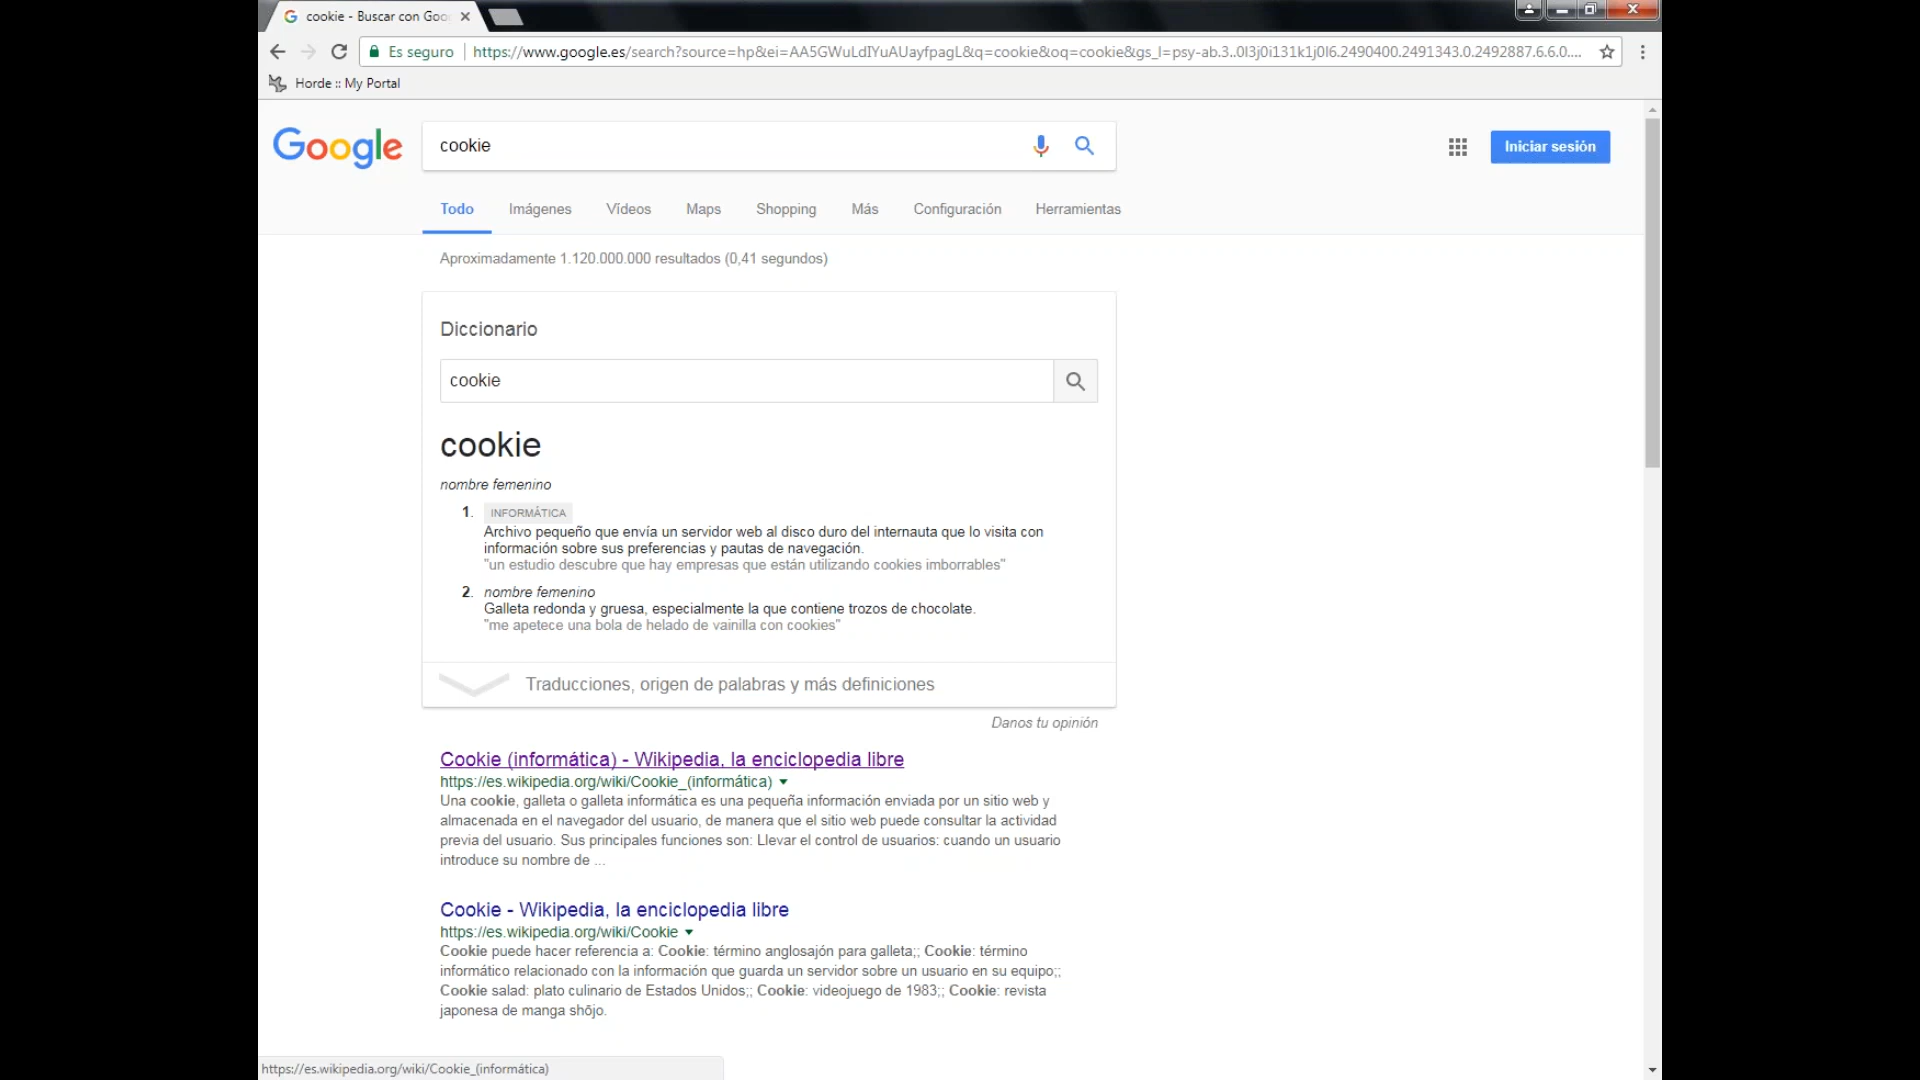 cookie - Buscar con Goo
Es seguro | https://www.google.es/search?source=hp&ei=AA5GWuLdIYuAUayfpagL&q=cookie&oq=cookie&gs_l=psy-ab.3..0l3j0i131k1j0l6.2490400.2491343.0.2492887.6.6.0....
Horde :: My Portal
Google
cookie
Iniciar sesión
Todo Imágenes Vídeos Maps Shopping Más Configuración Herramientas
Aproximadamente 1.120.000.000 resultados (0,41 segundos)
Diccionario
cookie
cookie
nombre femenino
1. INFORMÁTICA
Archivo pequeño que envía un servidor web al disco duro del internauta que lo visita con
información sobre sus preferencias y pautas de navegación.
"un estudio descubre que hay empresas que están utilizando cookies imborrables"
2. nombre femenino
Galleta redonda y gruesa, especialmente la que contiene trozos de chocolate.
"me apetece una bola de helado de vainilla con cookies"
Traducciones, origen de palabras y más definiciones
Danos tu opinión
Cookie (informática) - Wikipedia, la enciclopedia libre
https://es.wikipedia.org/wiki/Cookie_(informática)
Una cookie, galleta o galleta informática es una pequeña información enviada por un sitio web y
almacenada en el navegador del usuario, de manera que el sitio web puede consultar la actividad
previa del usuario. Sus principales funciones son: Llevar el control de usuarios: cuando un usuario
introduce su nombre de ...
Cookie - Wikipedia, la enciclopedia libre
https://es.wikipedia.org/wiki/Cookie
Cookie puede hacer referencia a: Cookie: término anglosajón para galleta;; Cookie: término
informático relacionado con la información que guarda un servidor sobre un usuario en su equipo;;
Cookie salad: plato culinario de Estados Unidos;; Cookie: videojuego de 1983;; Cookie: revista
japonesa de manga shōjo.
https://es.wikipedia.org/wiki/Cookie_(informática)